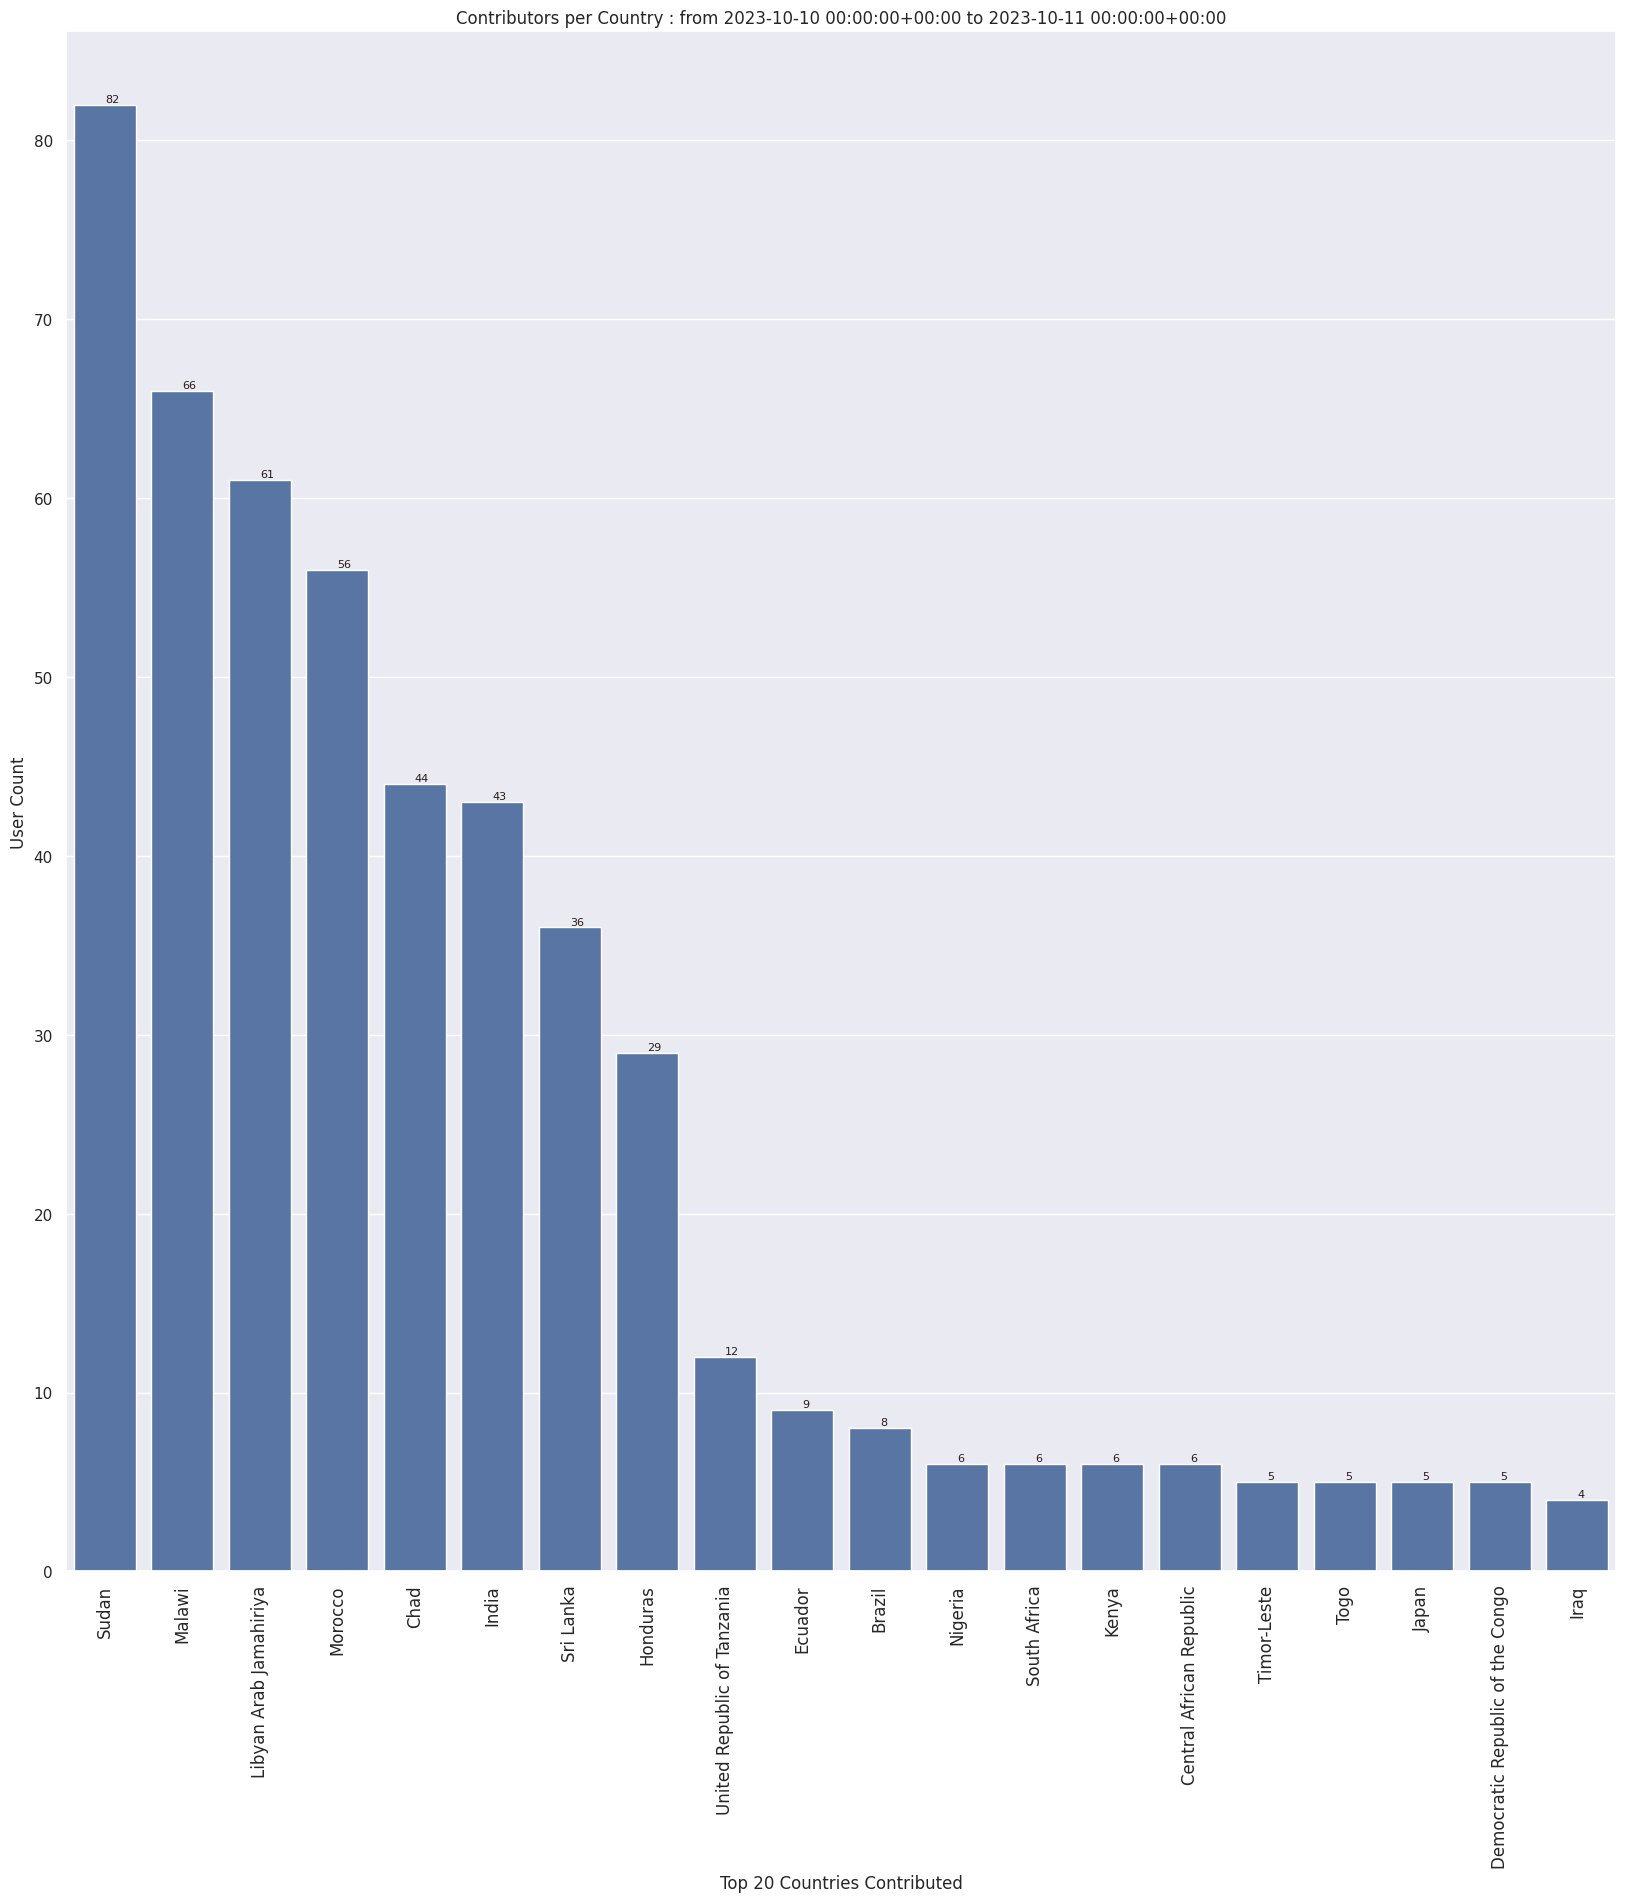 Contributors per Country : from 2023-10-10 00:00:00+00:00 to 2023-10-11 00:00:00+00:00
82
80
70
66
61
60
56
50
44
43
User Count
40
36
30
29
20
12
10
9
8
6
6
6
6
5
5
5
5
4
0
Sudan
Malawi
Libyan Arab Jamahiriya
Morocco
Chad
India
Sri Lanka
Honduras
United Republic of Tanzania
Ecuador
Brazil
Nigeria
South Africa
Kenya
Central African Republic
Timor-Leste
Togo
Japan
Democratic Republic of the Congo
Iraq
Top 20 Countries Contributed